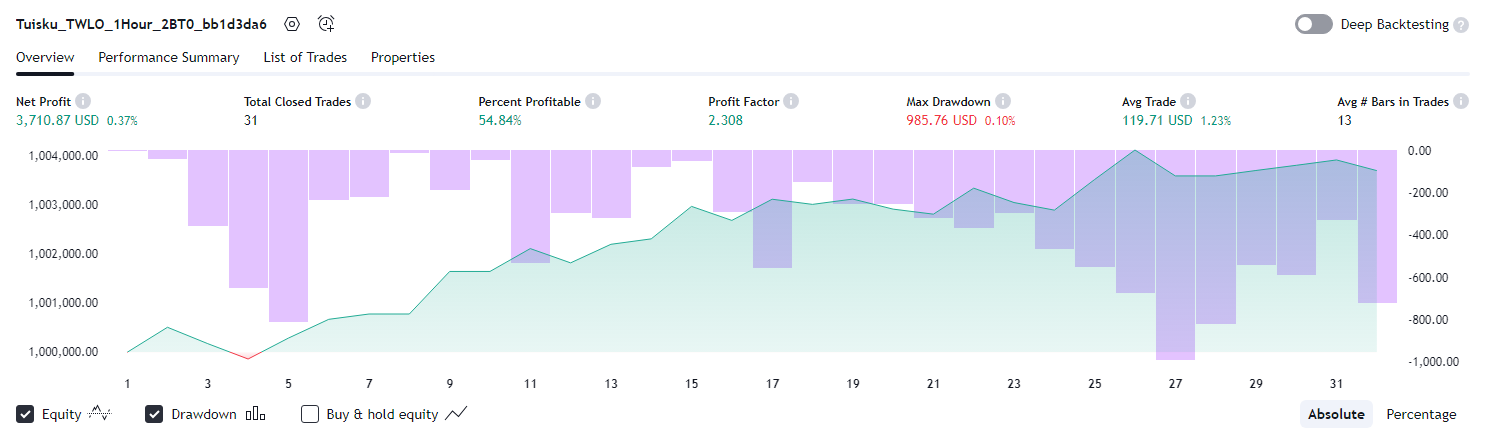 Tuisku_TWLO_1Hour_2BT0_bb1d3da6
Deep Backtesting ?
Overview Performance Summary List of Trades Properties
Net Profit Total Closed Trades Percent Profitable Profit Factor Max Drawdown Avg Trade Avg # Bars in Trades
3,710.87 USD 0.37% 31 54.84% 2.308 985.76 USD 0.10% 119.71 USD 1.23% 13
1,004,000.00 0.00
1,003,000.00 -200.00
1,002,000.00 -400.00
1,001,000.00 -600.00
1,000,000.00 -800.00
-1,000.00
1 3 5 7 9 11 13 15 17 19 21 23 25 27 29 31
Equity Drawdown Buy & hold equity Absolute Percentage